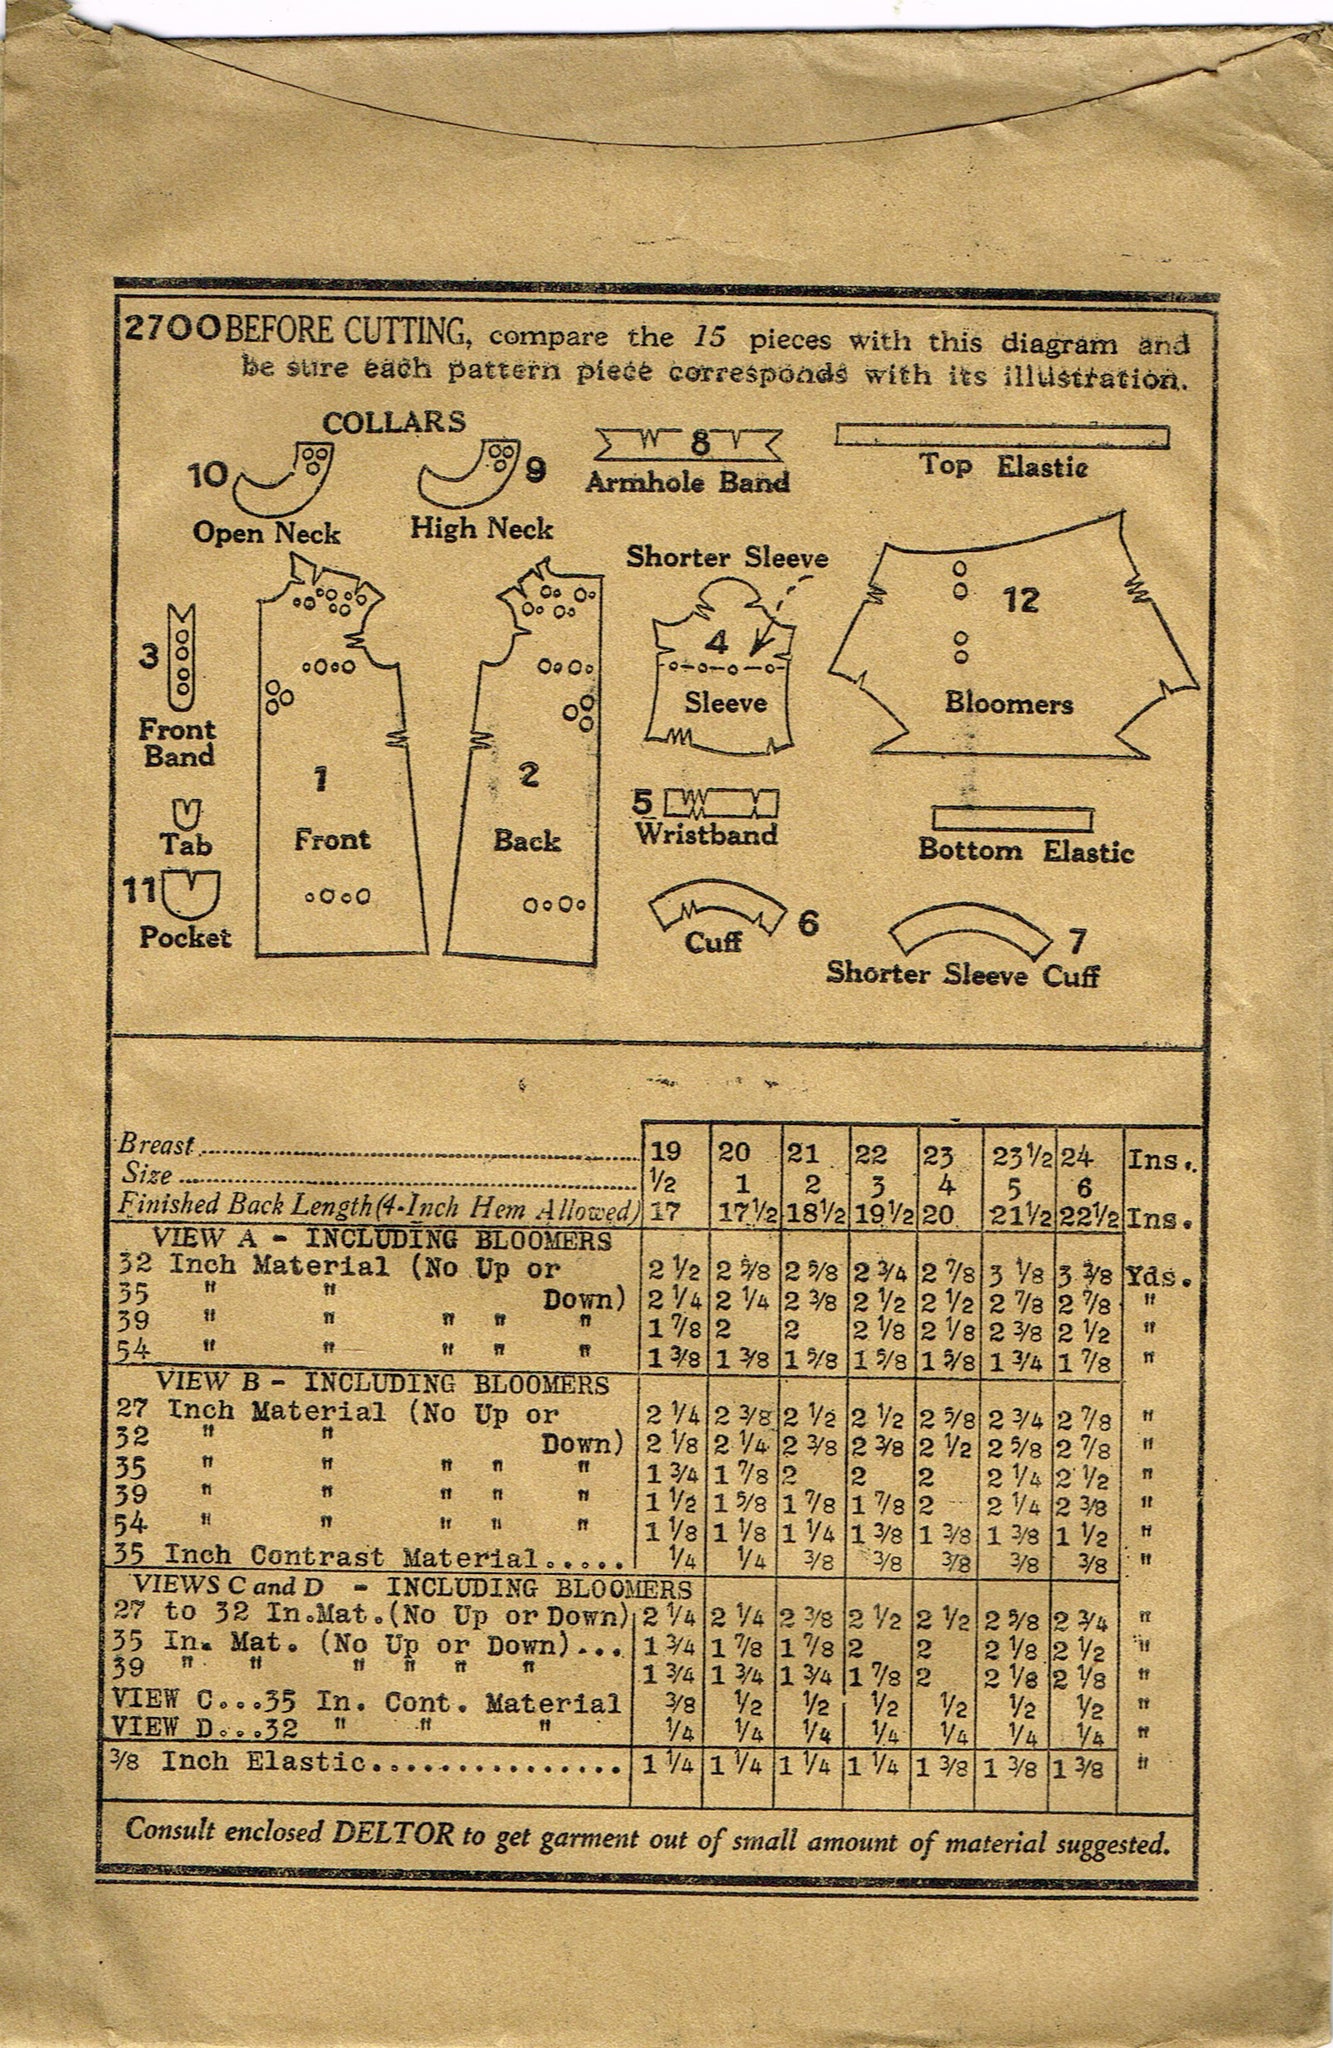 2700 BEFORE CUTTING, compare the 15 pieces with this diagram and
be sure each pattern piece corresponds with its illustration.
COLLARS
10
Open Neck
9
High Neck
8
Armhole Band
Top Elastic
3
Front
Band
Tab
11
Pocket
1
Front
2
Back
Shorter Sleeve
4
Sleeve
12
Bloomers
5
Wristband
Bottom Elastic
6
Cuff
7
Shorter Sleeve Cuff
Breast 19 20 21 22 23 23 1/2 24 Ins.
Size 1/2 1 2 3 4 5 6
Finished Back Length (4-Inch Hem Allowed) 17 17 1/2 18 1/2 19 1/2 20 21 1/2 22 1/2 Ins.
VIEW A - INCLUDING BLOOMERS
32 Inch Material (No Up or 2 1/2 2 5/8 2 5/8 2 3/4 2 7/8 3 1/8 3 3/8 Yds.
35 " " Down) 2 1/4 2 1/4 2 3/8 2 1/2 2 1/2 2 7/8 2 7/8 "
39 " " " " " 1 7/8 2 2 2 1/8 2 1/8 2 3/8 2 1/2 "
54 " " " " " 1 3/8 1 3/8 1 5/8 1 5/8 1 5/8 1 3/4 1 7/8 "
VIEW B - INCLUDING BLOOMERS
27 Inch Material (No Up or 2 1/4 2 3/8 2 1/2 2 1/2 2 5/8 2 3/4 2 7/8 "
32 " " Down) 2 1/8 2 1/4 2 3/8 2 3/8 2 1/2 2 5/8 2 7/8 "
35 " " " " " 1 3/4 1 7/8 2 2 2 2 1/4 2 1/2 "
39 " " " " " 1 1/2 1 5/8 1 7/8 1 7/8 2 2 1/4 2 3/8 "
54 " " " " " 1 1/8 1 1/8 1 1/4 1 3/8 1 3/8 1 3/8 1 1/2 "
35 Inch Contrast Material..... 1/4 1/4 3/8 3/8 3/8 3/8 3/8 "
VIEWS C and D - INCLUDING BLOOMERS
27 to 32 In.Mat.(No Up or Down) 2 1/4 2 1/4 2 3/8 2 1/2 2 1/2 2 5/8 2 3/4 "
35 In. Mat. (No Up or Down)... 1 3/4 1 7/8 1 7/8 2 2 2 1/8 2 1/2 "
39 " " " " " " 1 3/4 1 3/4 1 3/4 1 7/8 2 2 1/8 2 1/8 "
VIEW C...35 In. Cont. Material 3/8 1/2 1/2 1/2 1/2 1/2 1/2 "
VIEW D...32 " " " 1/4 1/4 1/4 1/4 1/4 1/4 1/4 "
3/8 Inch Elastic............... 1 1/4 1 1/4 1 1/4 1 1/4 1 3/8 1 3/8 1 3/8 "
Consult enclosed DELTOR to get garment out of small amount of material suggested.